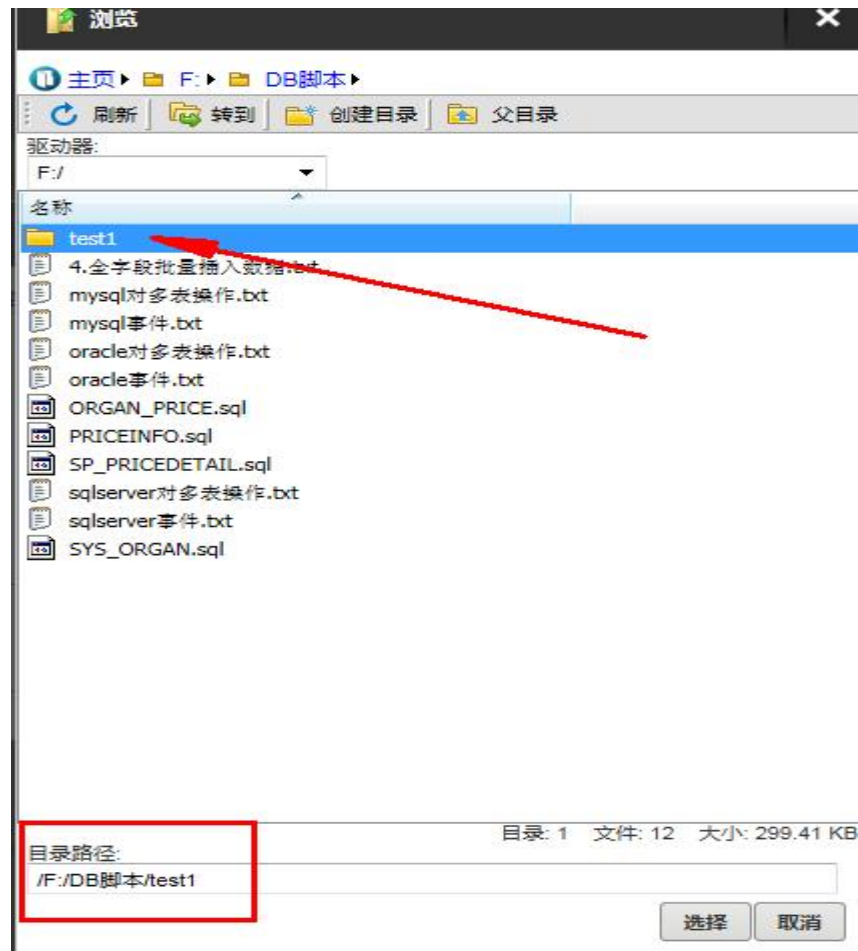 浏览
主页 F: DB脚本
刷新 转到 创建目录 父目录
驱动器:
F:/
名称
test1
4.全字段批量插入数据.txt
mysql对多表操作.txt
mysql事件.txt
oracle对多表操作.txt
oracle事件.txt
ORGAN_PRICE.sql
PRICEINFO.sql
SP_PRICEDETAIL.sql
sqlserver对多表操作.txt
sqlserver事件.txt
SYS_ORGAN.sql
目录: 1 文件: 12 大小: 299.41 KB
目录路径:
/F:/DB脚本/test1
选择 取消